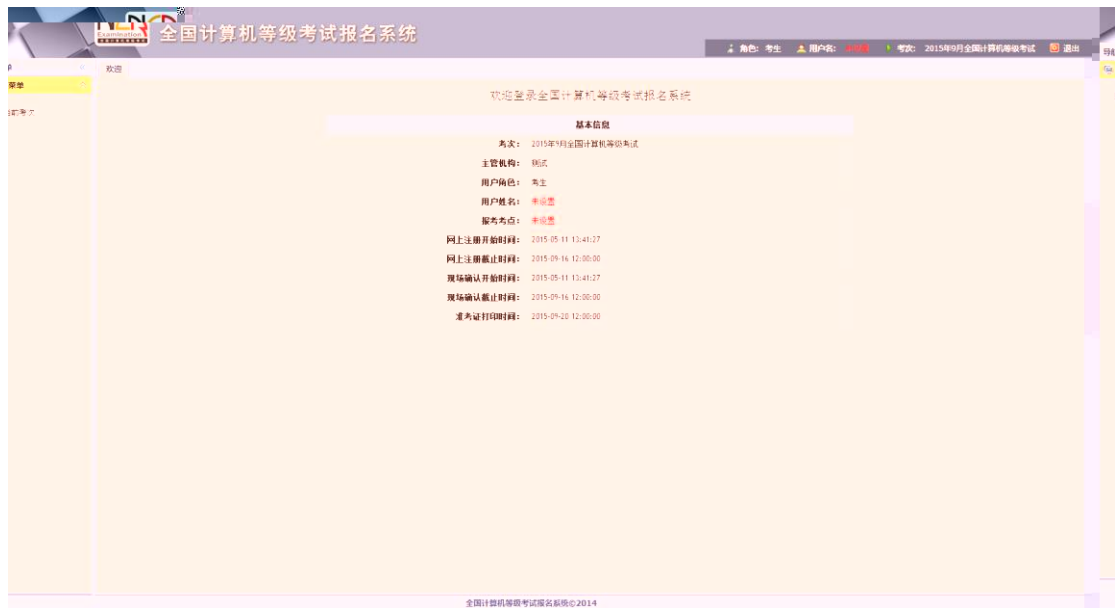 Examination
全国计算机等级考试报名系统
角色: 考生 用户名: 考次: 2015年9月全国计算机等级考试 退出
欢迎
菜单
欢迎登录全国计算机等级考试报名系统
基本信息
考次: 2015年9月全国计算机等级考试
主管机构: 测试
用户角色: 考生
用户姓名: 未设置
报考考点: 未设置
网上注册开始时间: 2015-05-11 13:41:27
网上注册截止时间: 2015-09-16 12:00:00
现场确认开始时间: 2015-05-11 13:41:27
现场确认截止时间: 2015-09-16 12:00:00
准考证打印时间: 2015-09-20 12:00:00
全国计算机等级考试报名系统©2014